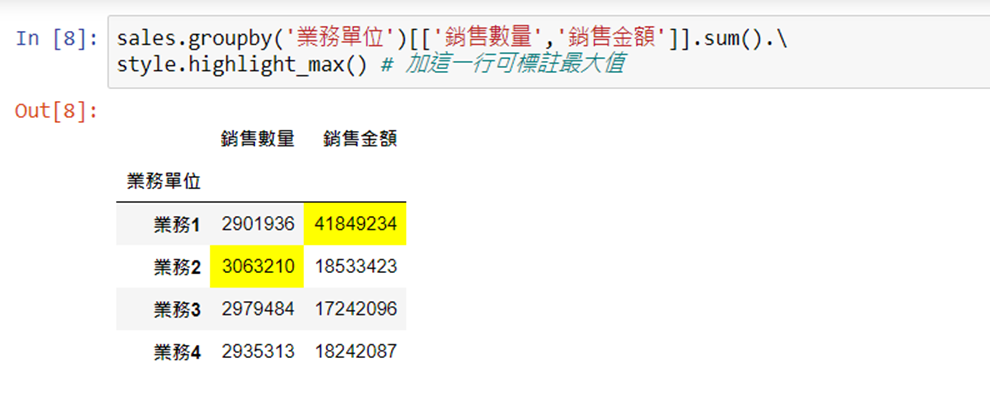 In [8]: sales.groupby('業務單位')[['銷售數量','銷售金額']].sum().\
style.highlight_max() # 加這一行可標註最大值
Out[8]:
銷售數量 銷售金額
業務單位
業務1 2901936 41849234
業務2 3063210 18533423
業務3 2979484 17242096
業務4 2935313 18242087